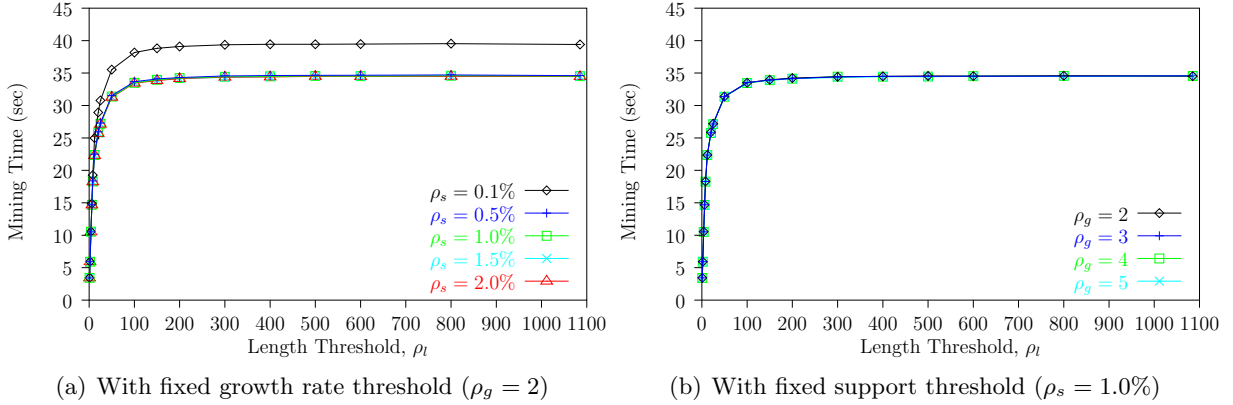 45
40
35
30
25
20
15
10
5
0
Mining Time (sec)
ρs = 0.1%
ρs = 0.5%
ρs = 1.0%
ρs = 1.5%
ρs = 2.0%
0 100 200 300 400 500 600 700 800 900 1000 1100
Length Threshold, ρl
(a) With fixed growth rate threshold (ρg = 2)
45
40
35
30
25
20
15
10
5
0
Mining Time (sec)
ρg = 2
ρg = 3
ρg = 4
ρg = 5
0 100 200 300 400 500 600 700 800 900 1000 1100
Length Threshold, ρl
(b) With fixed support threshold (ρs = 1.0%)